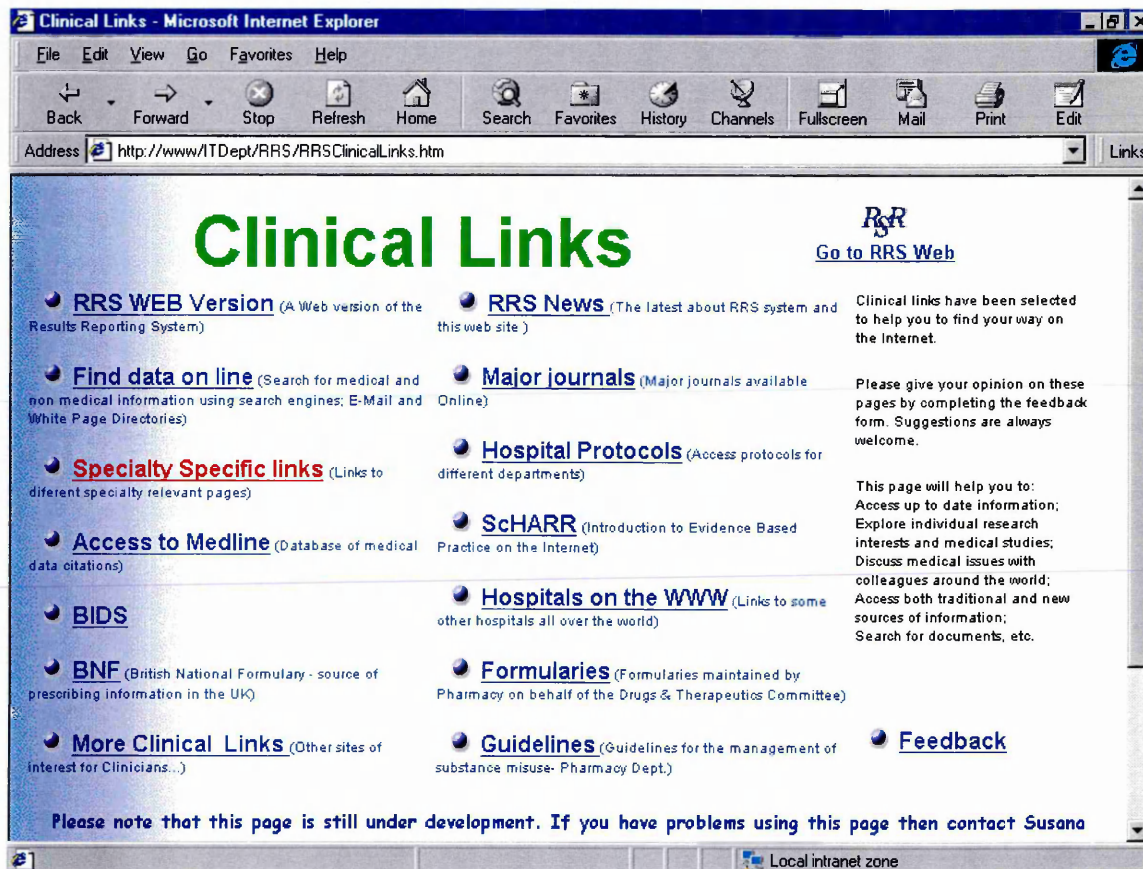 Clinical Links - Microsoft Internet Explorer
File Edit View Go Favorites Help
Back Forward Stop Refresh Home Search Favorites History Channels Fullscreen Mail Print Edit
Address http://www/ITDept/RRS/RRSClinicalLinks.htm Links
Clinical Links
RSR
Go to RRS Web
RRS WEB Version (A Web version of the
Results Reporting System)
Find data on line (Search for medical and
non medical information using search engines; E-Mail and
White Page Directories)
Specialty Specific links (Links to
diferent specialty relevant pages)
Access to Medline (Database of medical
data citations)
BIDS
BNF (British National Formulary - source of
prescribing information in the UK)
More Clinical Links (Other sites of
interest for Clinicians...)
RRS News (The latest about RRS system and
this web site )
Major journals (Major journals available
Online)
Hospital Protocols (Access protocols for
different departments)
ScHARR (Introduction to Evidence Based
Practice on the Internet)
Hospitals on the WWW (Links to some
other hospitals all over the world)
Formularies (Formularies maintained by
Pharmacy on behalf of the Drugs & Therapeutics Committee)
Guidelines (Guidelines for the management of
substance misuse- Pharmacy Dept.)
Clinical links have been selected
to help you to find your way on
the Internet.
Please give your opinion on these
pages by completing the feedback
form. Suggestions are always
welcome.
This page will help you to:
Access up to date information;
Explore individual research
interests and medical studies;
Discuss medical issues with
colleagues around the world;
Access both traditional and new
sources of information;
Search for documents, etc.
Feedback
Please note that this page is still under development. If you have problems using this page then contact Susana
Local intranet zone